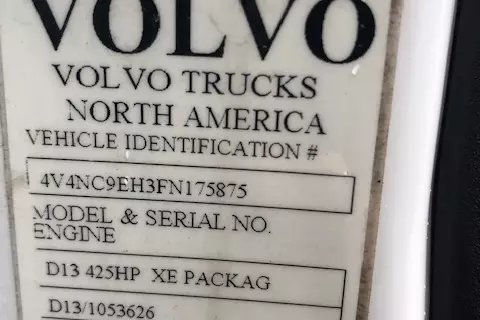 VOLVO
VOLVO TRUCKS
NORTH AMERICA
VEHICLE IDENTIFICATION #
4V4NC9EH3FN175875
MODEL & SERIAL NO.
ENGINE
D13 425HP XE PACKAG
D13/1053626